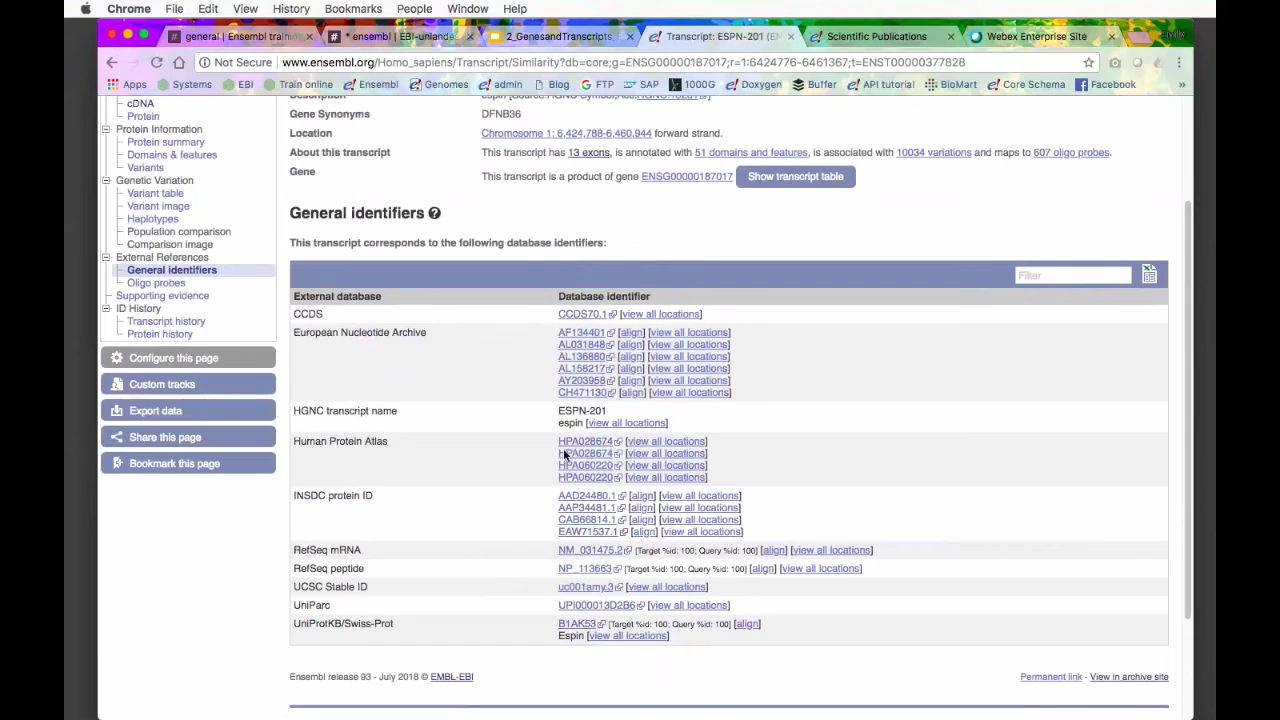 Chrome File Edit View History Bookmarks People Window Help
general | Ensembl trainin
* ensembl | EBI-unlander
2_GenesandTranscripts
Transcript: ESPN-201 (EN
Scientific Publications
Webex Enterprise Site
Not Secure | www.ensembl.org/Homo_sapiens/Transcript/Similarity?db=core;g=ENSG00000187017;r=1:6424776-6461367;t=ENST00000377828
Apps Systems EBI Train online Ensembl Genomes admin Blog FTP SAP 1000G Doxygen Buffer API tutorial BioMart Core Schema Facebook
cDNA
Protein
Protein Information
Protein summary
Domains & features
Variants
Genetic Variation
Variant table
Variant image
Haplotypes
Population comparison
Comparison image
External References
General identifiers
Oligo probes
Supporting evidence
ID History
Transcript history
Protein history
Configure this page
Custom tracks
Export data
Share this page
Bookmark this page
Gene Synonyms DFNB36
Location Chromosome 1: 6,424,788-6,460,944 forward strand.
About this transcript This transcript has 13 exons, is annotated with 51 domains and features, is associated with 10034 variations and maps to 607 oligo probes.
Gene This transcript is a product of gene ENSG00000187017 Show transcript table
General identifiers
This transcript corresponds to the following database identifiers:
Filter
External database Database identifier
CCDS CCDS70.1 [view all locations]
European Nucleotide Archive AF134401 [align] [view all locations]
AL031848 [align] [view all locations]
AL136880 [align] [view all locations]
AL158217 [align] [view all locations]
AY203958 [align] [view all locations]
CH471130 [align] [view all locations]
HGNC transcript name ESPN-201
espin [view all locations]
Human Protein Atlas HPA028674 [view all locations]
HPA028674 [view all locations]
HPA060220 [view all locations]
HPA060220 [view all locations]
INSDC protein ID AAD24480.1 [align] [view all locations]
AAP34481.1 [align] [view all locations]
CAB66814.1 [align] [view all locations]
EAW71537.1 [align] [view all locations]
RefSeq mRNA NM_031475.2 [Target %id: 100; Query %id: 100] [align] [view all locations]
RefSeq peptide NP_113663 [Target %id: 100; Query %id: 100] [align] [view all locations]
UCSC Stable ID uc001amy.3 [view all locations]
UniParc UPI000013D2B6 [view all locations]
UniProtKB/Swiss-Prot B1AK53 [Target %id: 100; Query %id: 100] [align]
Espin [view all locations]
Ensembl release 93 - July 2018 © EMBL-EBI
Permanent link - View in archive site